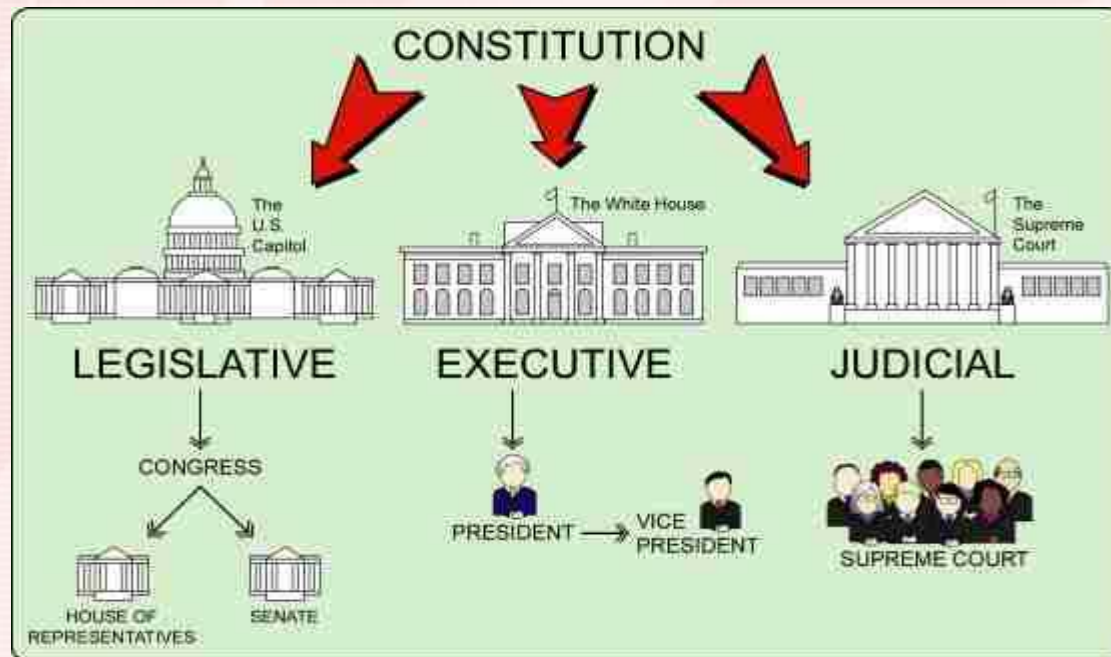 CONSTITUTION
The
U.S.
Capitol
The White House
The
Supreme
Court
LEGISLATIVE
EXECUTIVE
JUDICIAL
CONGRESS
PRESIDENT
VICE
PRESIDENT
SUPREME COURT
HOUSE OF
REPRESENTATIVES
SENATE